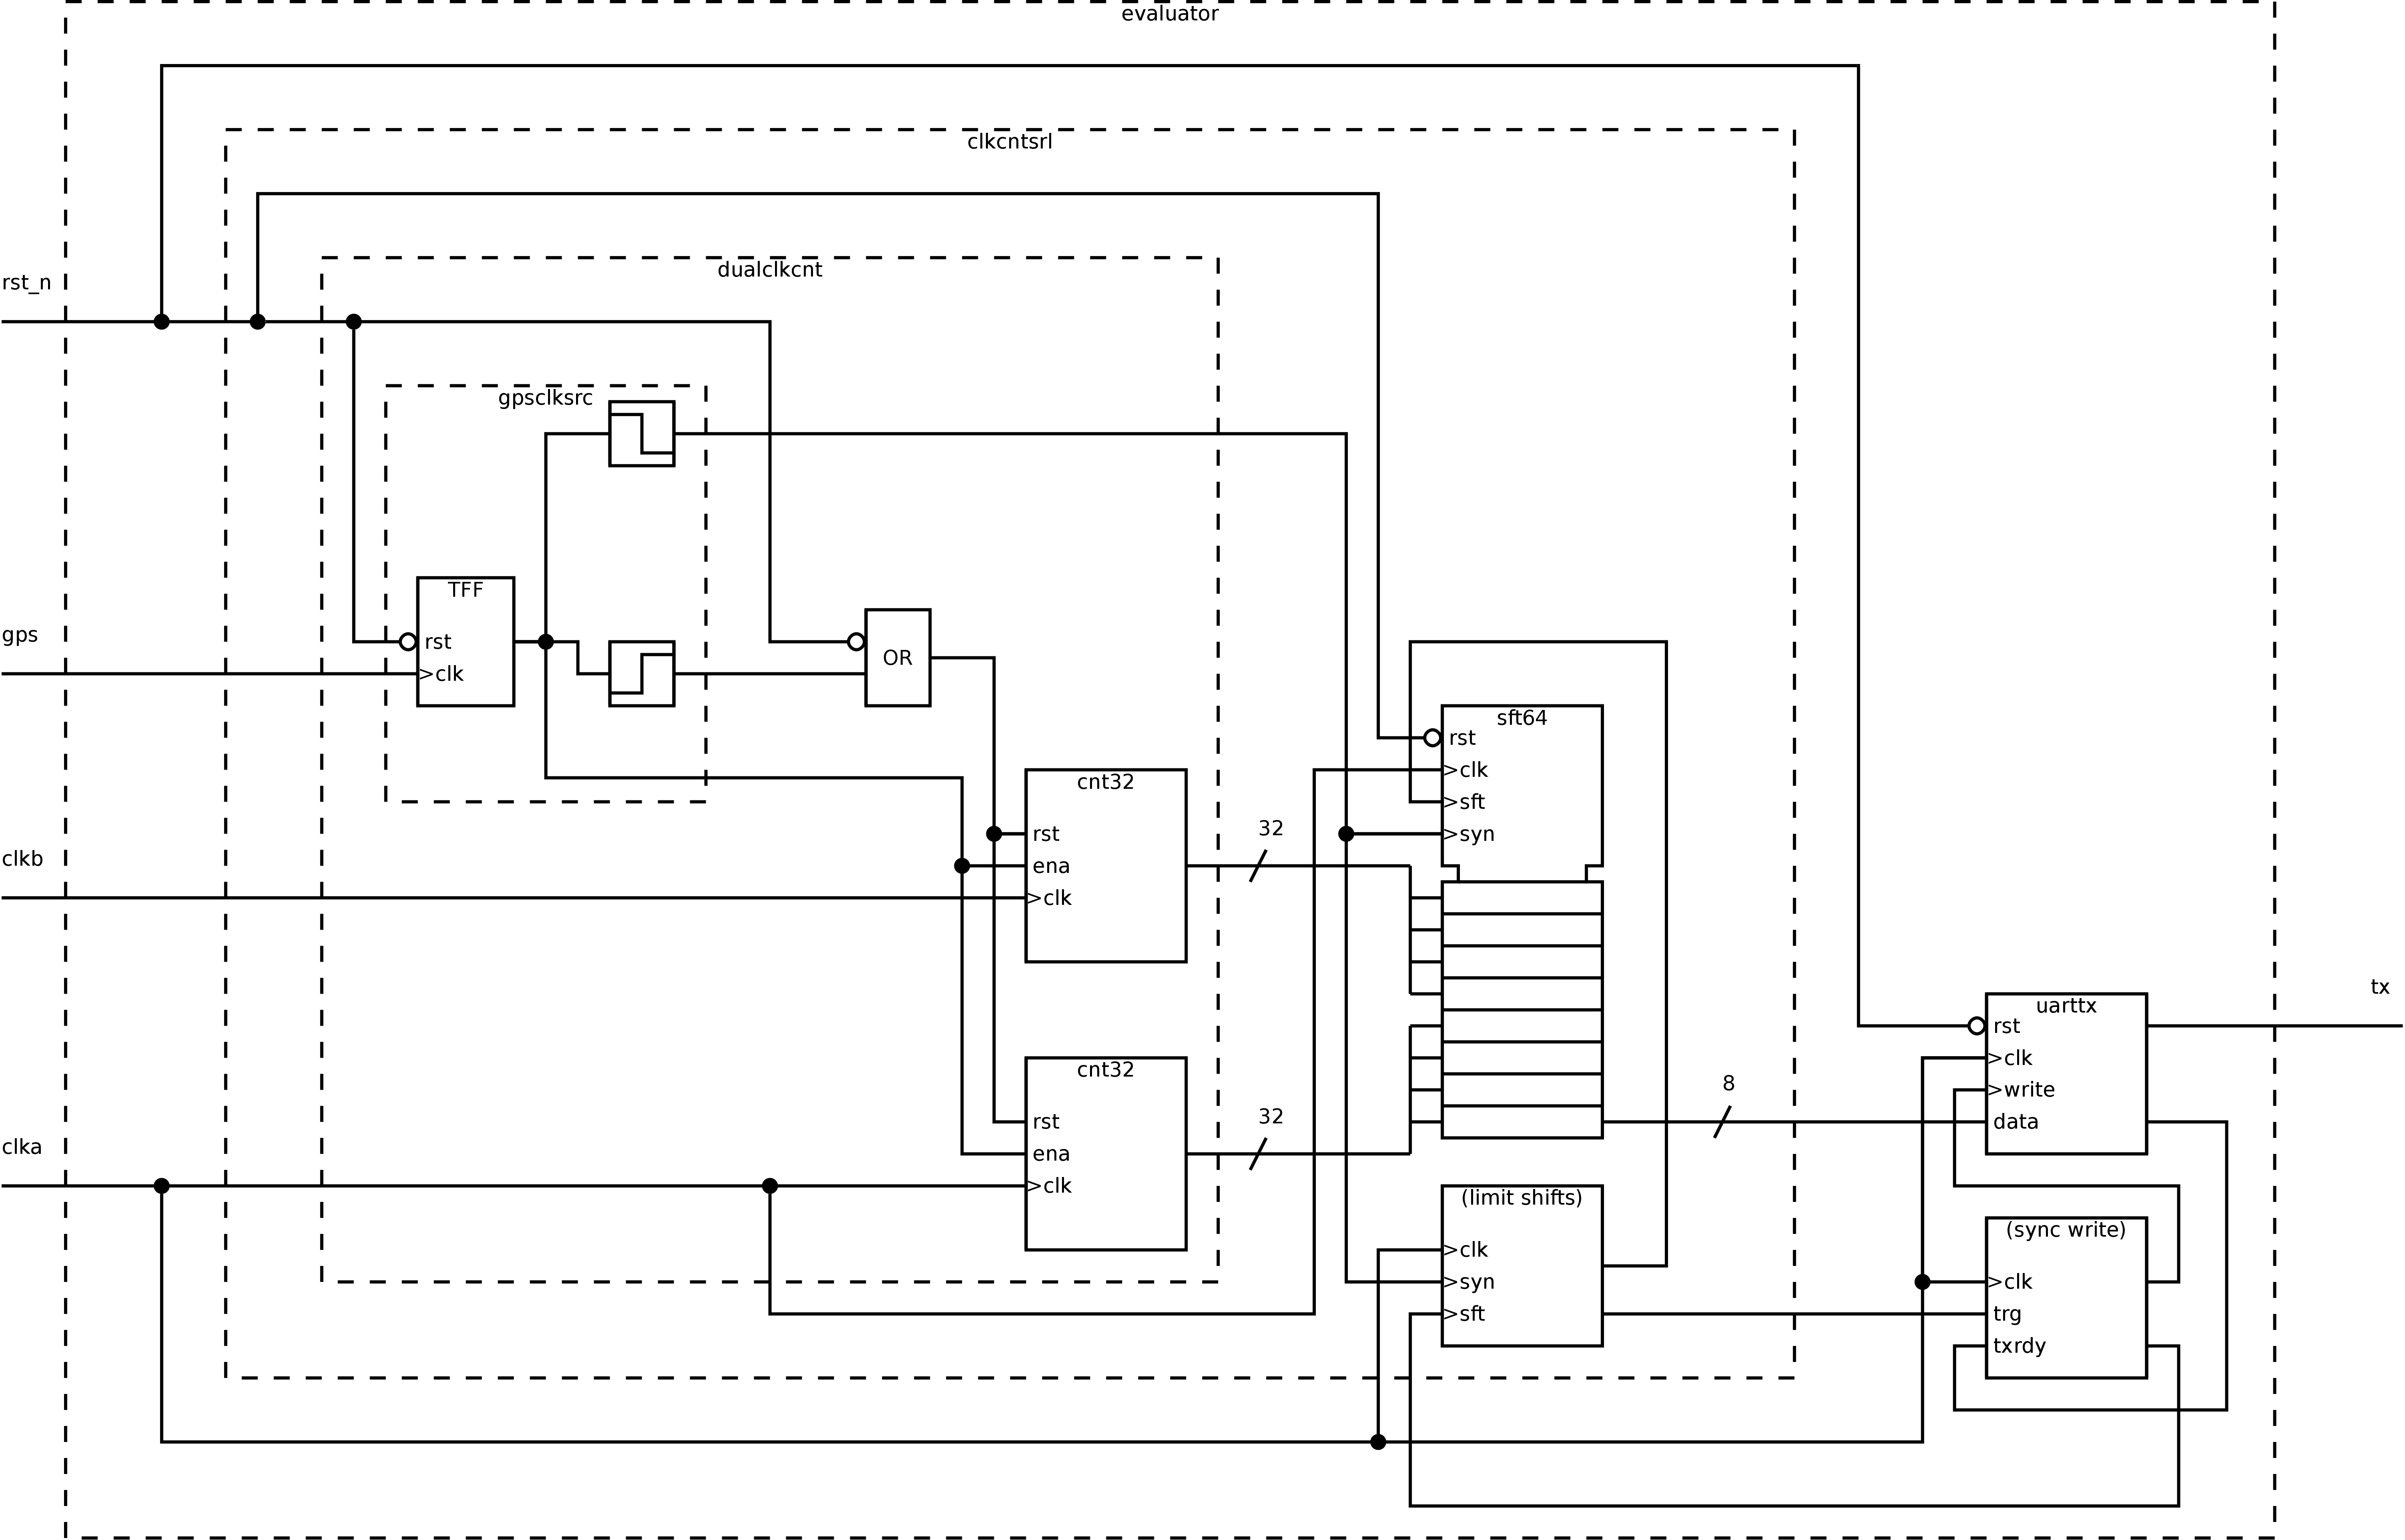 evaluator
clkcntsrl
dualclkcnt
rst_n
gpsclksrc
TFF
rst
>clk
gps
OR
sft64
rst
>clk
>sft
>syn
cnt32
rst
ena
>clk
32
clkb
cnt32
rst
ena
>clk
32
clka
8
uarttx
rst
>clk
>write
data
tx
(limit shifts)
>clk
>syn
>sft
(sync write)
>clk
trg
txrdy